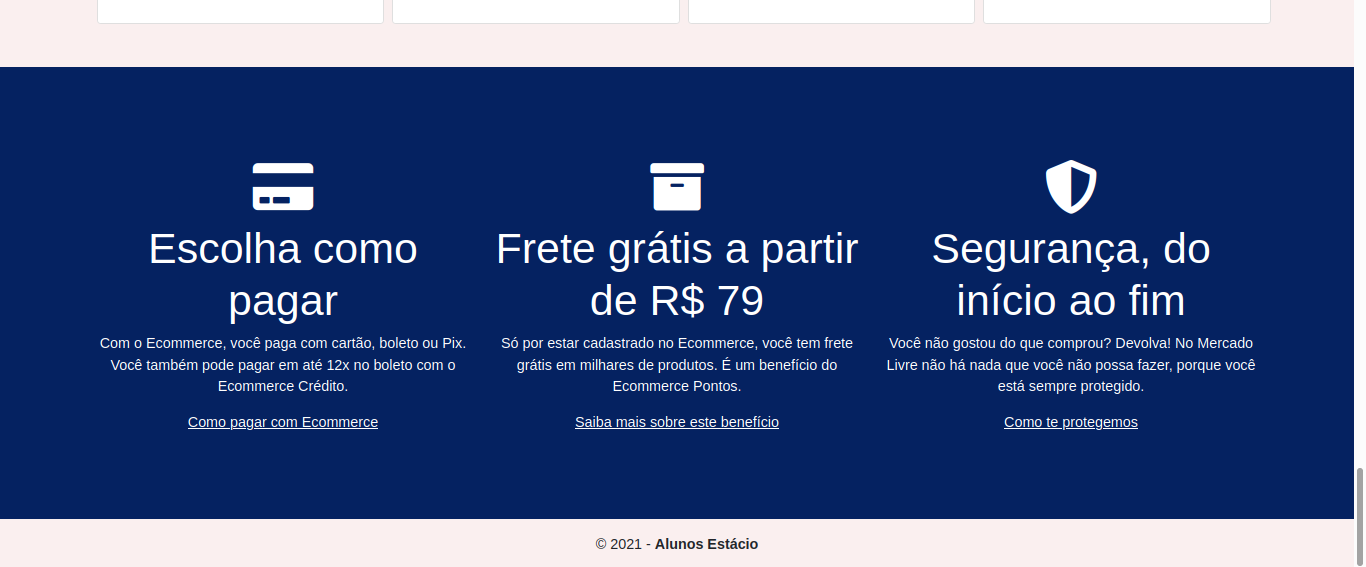 Escolha como
pagar
Com o Ecommerce, você paga com cartão, boleto ou Pix.
Você também pode pagar em até 12x no boleto com o
Ecommerce Crédito.
Como pagar com Ecommerce
Frete grátis a partir
de R$ 79
Só por estar cadastrado no Ecommerce, você tem frete
grátis em milhares de produtos. É um benefício do
Ecommerce Pontos.
Saiba mais sobre este benefício
Segurança, do
início ao fim
Você não gostou do que comprou? Devolva! No Mercado
Livre não há nada que você não possa fazer, porque você
está sempre protegido.
Como te protegemos
© 2021 - Alunos Estácio